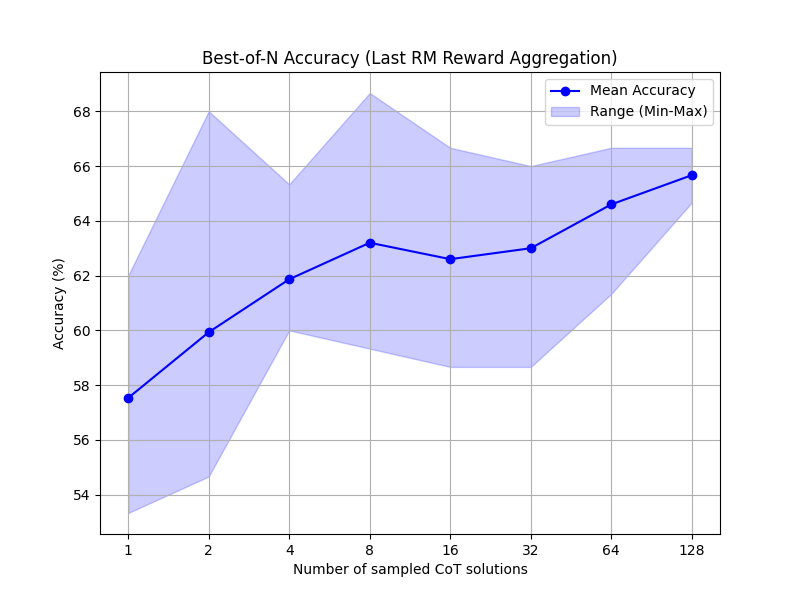 Best-of-N Accuracy (Last RM Reward Aggregation)
Mean Accuracy
Range (Min-Max)
Accuracy (%)
68
66
64
62
60
58
56
54
1 2 4 8 16 32 64 128
Number of sampled CoT solutions